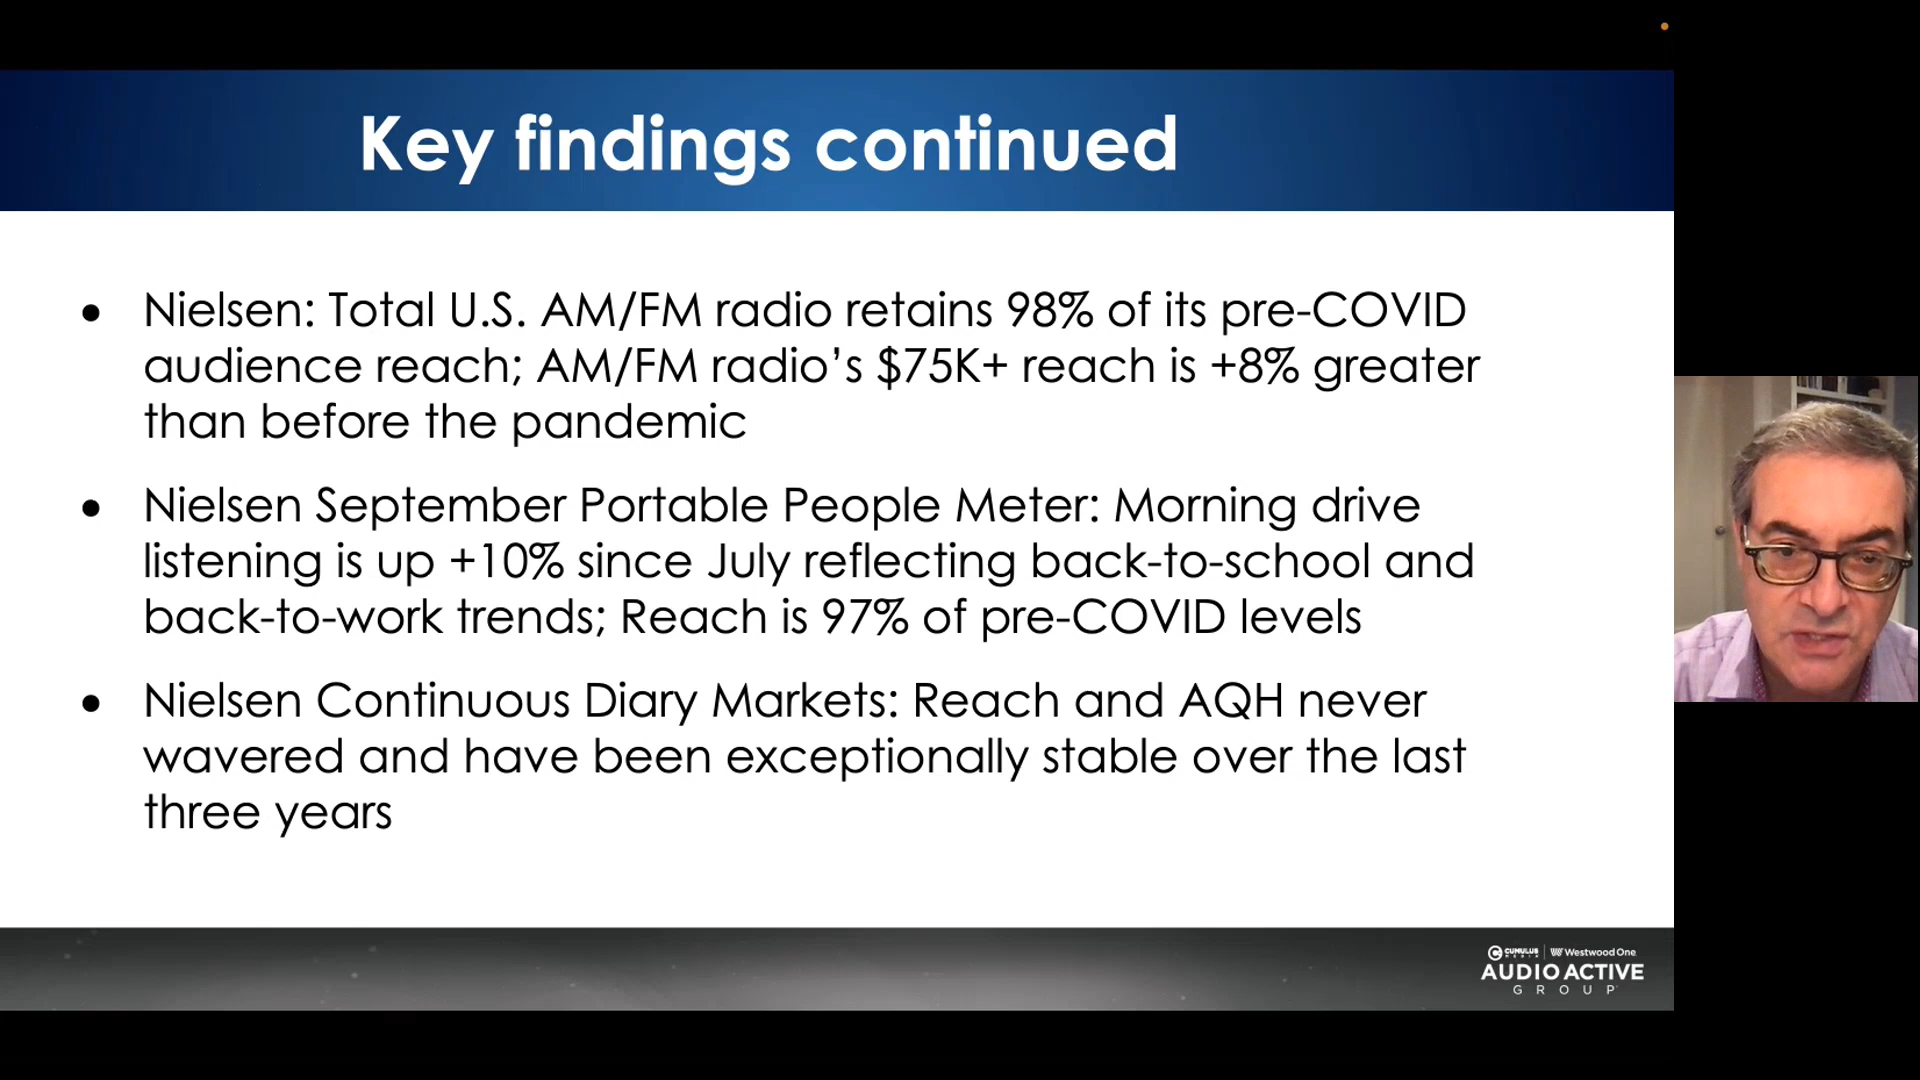 Key findings continued
• Nielsen: Total U.S. AM/FM radio retains 98% of its pre-COVID
audience reach; AM/FM radio’s $75K+ reach is +8% greater
than before the pandemic
• Nielsen September Portable People Meter: Morning drive
listening is up +10% since July reflecting back-to-school and
back-to-work trends; Reach is 97% of pre-COVID levels
• Nielsen Continuous Diary Markets: Reach and AQH never
wavered and have been exceptionally stable over the last
three years
CUMULUS MEDIA | Westwood One
AUDIO ACTIVE
GROUP